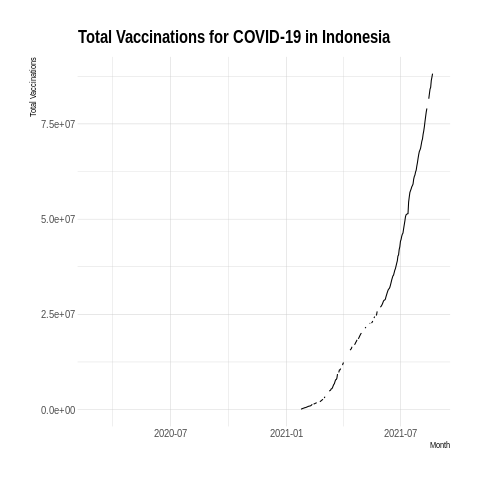 Total Vaccinations for COVID-19 in Indonesia
Total Vaccinations
7.5e+07
5.0e+07
2.5e+07
0.0e+00
2020-07
2021-01
2021-07
Month